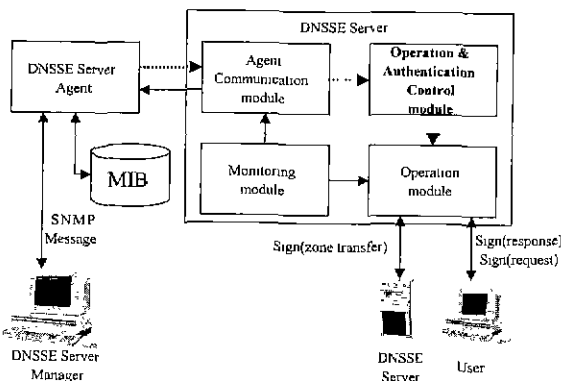 DNSSE Server
DNSSE Server
Agent
Agent
Communication
module
Operation &
Authentication
Control
module
MIB
Monitoring
module
Operation
module
SNMP
Message
Sign(zone transfer)
Sign(response)
Sign(request)
DNSSE Server
Manager
DNSSE
Server
User